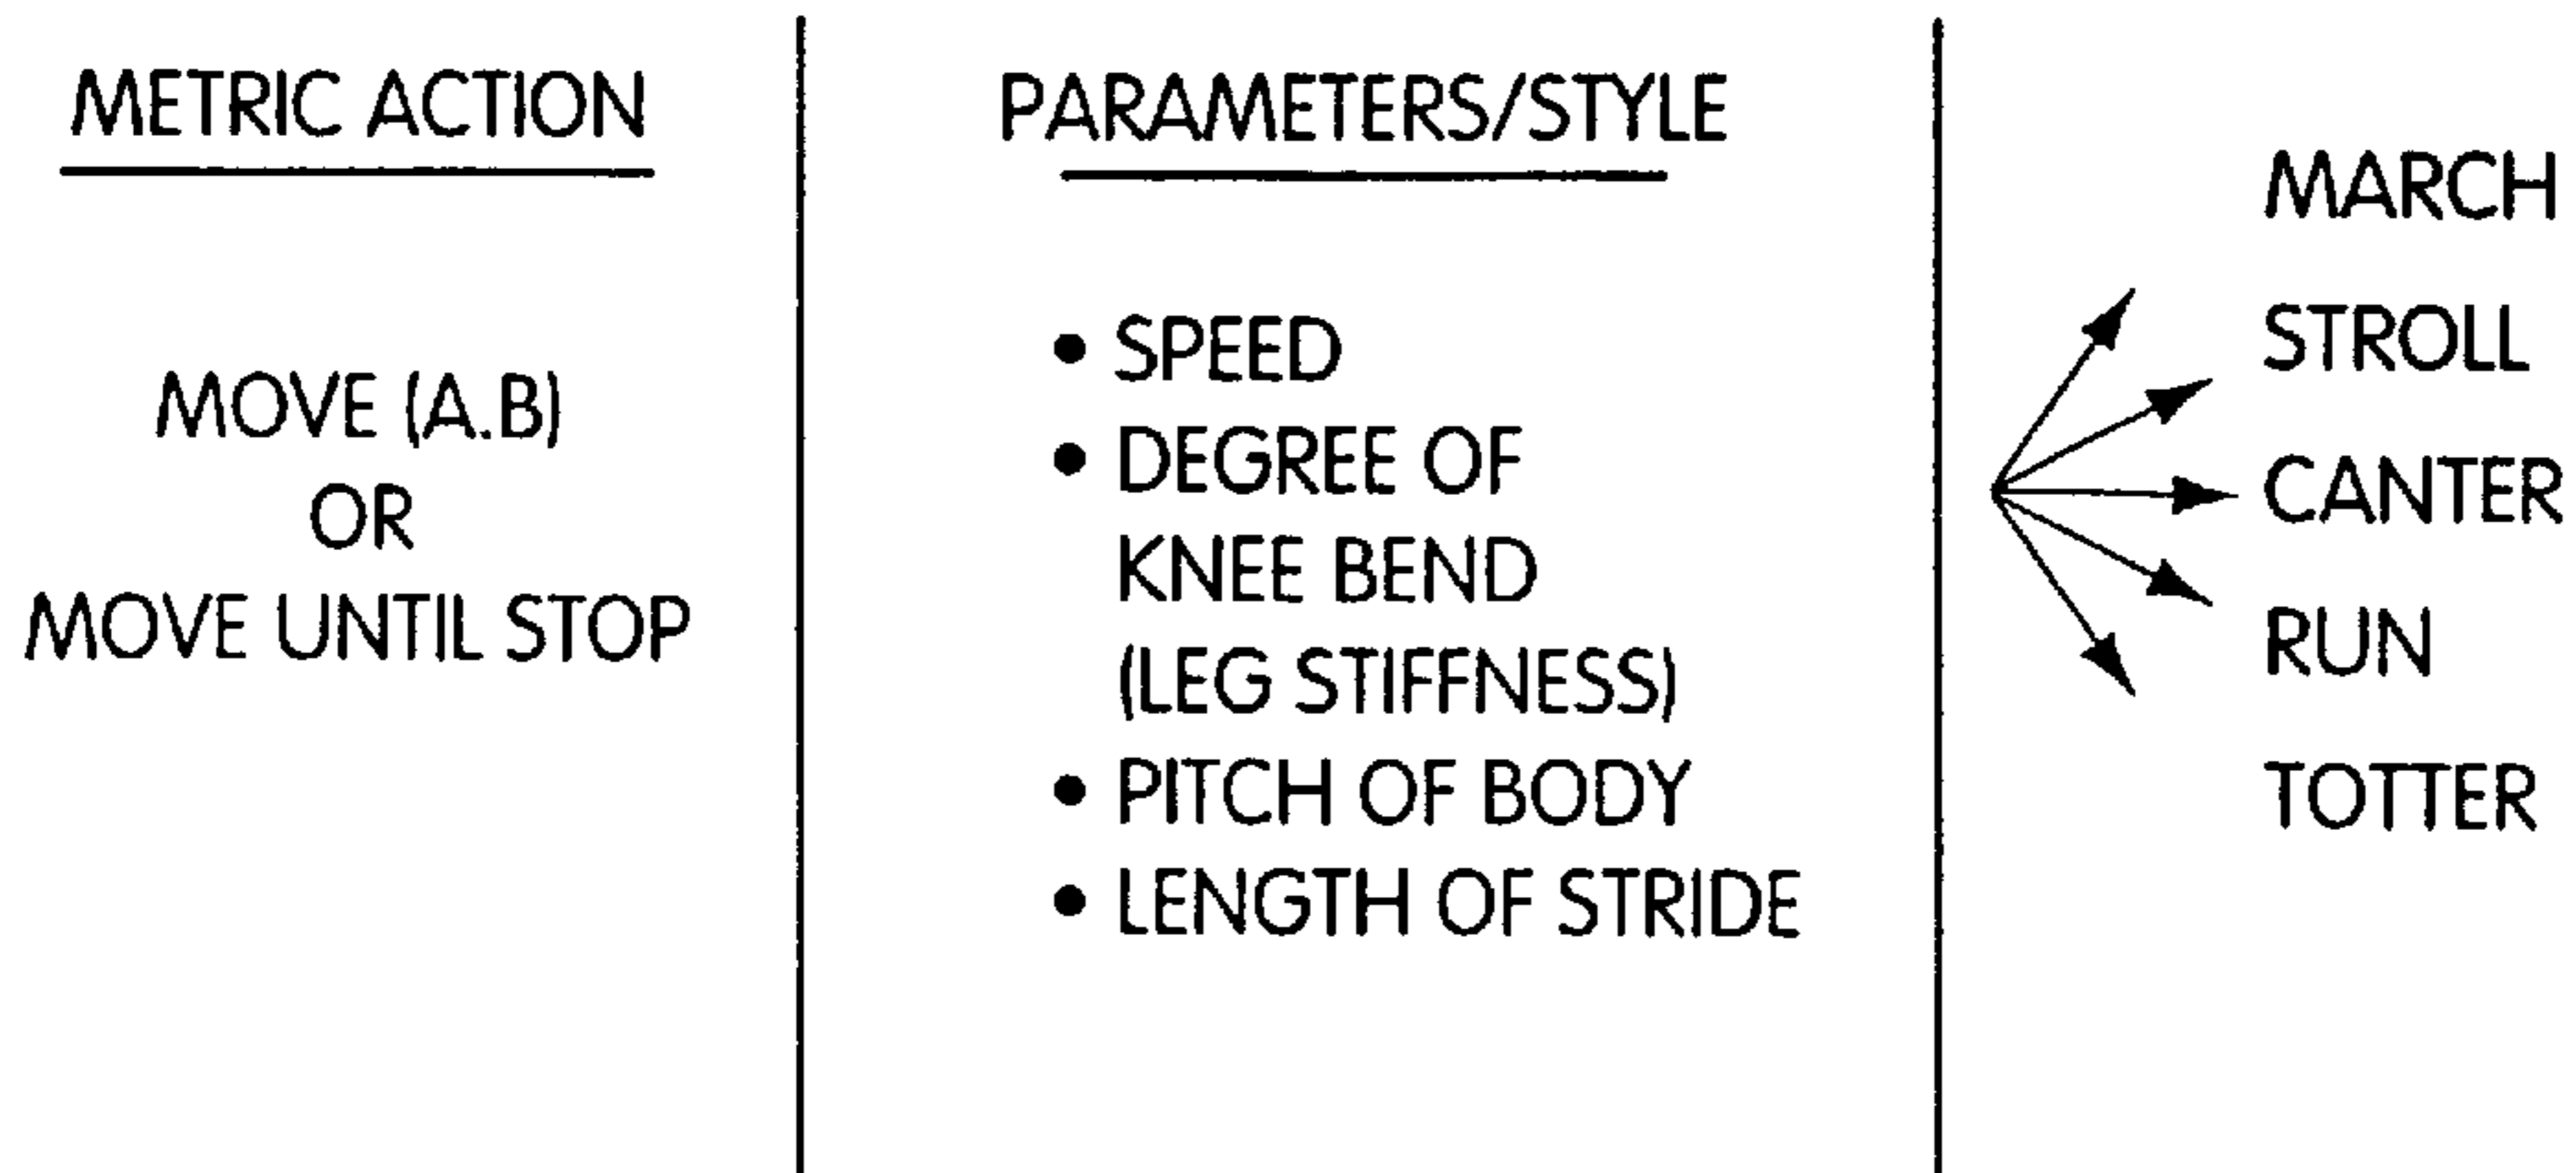 METRIC ACTION
MOVE (A.B)
OR
MOVE UNTIL STOP
PARAMETERS/STYLE
• SPEED
• DEGREE OF
KNEE BEND
(LEG STIFFNESS)
• PITCH OF BODY
• LENGTH OF STRIDE
MARCH
STROLL
CANTER
RUN
TOTTER